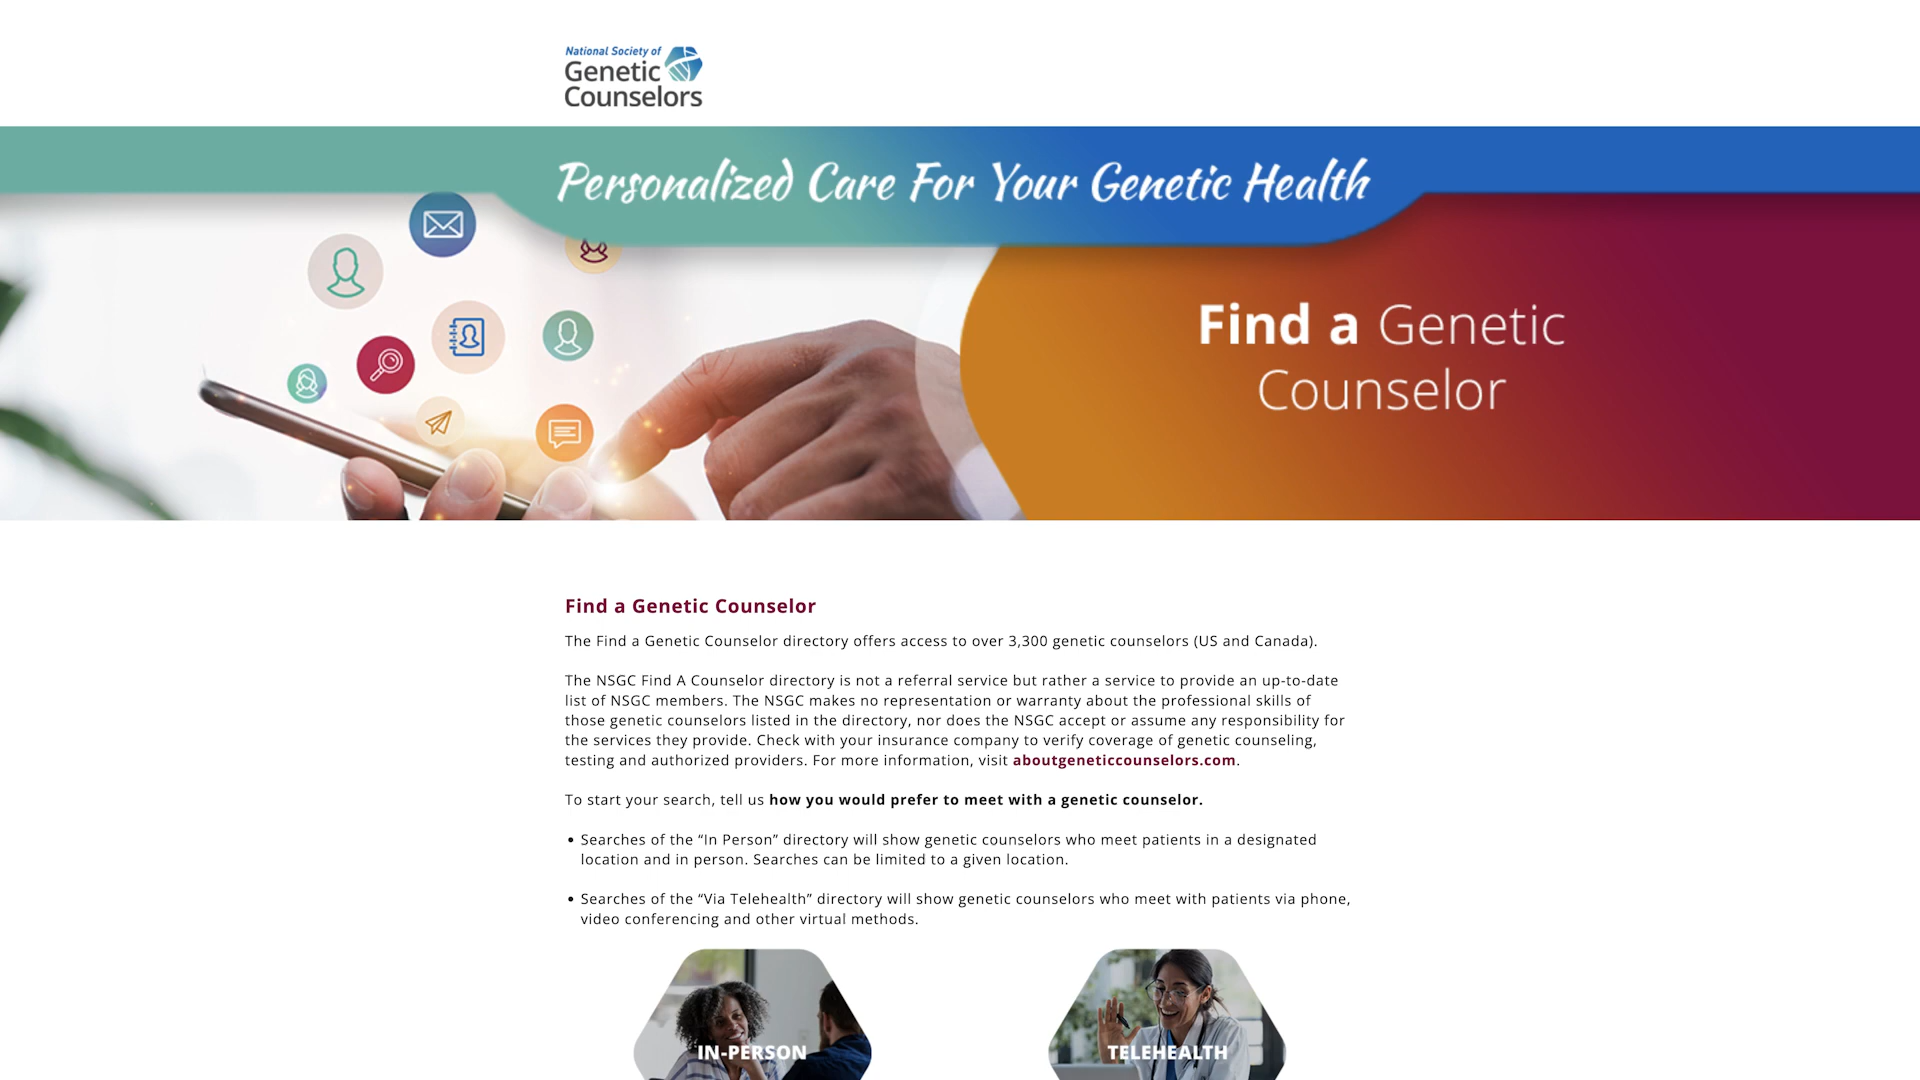 National Society of
Genetic
Counselors
Personalized Care For Your Genetic Health
Find a Genetic
Counselor
Find a Genetic Counselor
The Find a Genetic Counselor directory offers access to over 3,300 genetic counselors (US and Canada).
The NSGC Find A Counselor directory is not a referral service but rather a service to provide an up-to-date
list of NSGC members. The NSGC makes no representation or warranty about the professional skills of
those genetic counselors listed in the directory, nor does the NSGC accept or assume any responsibility for
the services they provide. Check with your insurance company to verify coverage of genetic counseling,
testing and authorized providers. For more information, visit aboutgeneticcounselors.com.
To start your search, tell us how you would prefer to meet with a genetic counselor.
• Searches of the “In Person” directory will show genetic counselors who meet patients in a designated
location and in person. Searches can be limited to a given location.
• Searches of the “Via Telehealth” directory will show genetic counselors who meet with patients via phone,
video conferencing and other virtual methods.
IN-PERSON
TELEHEALTH